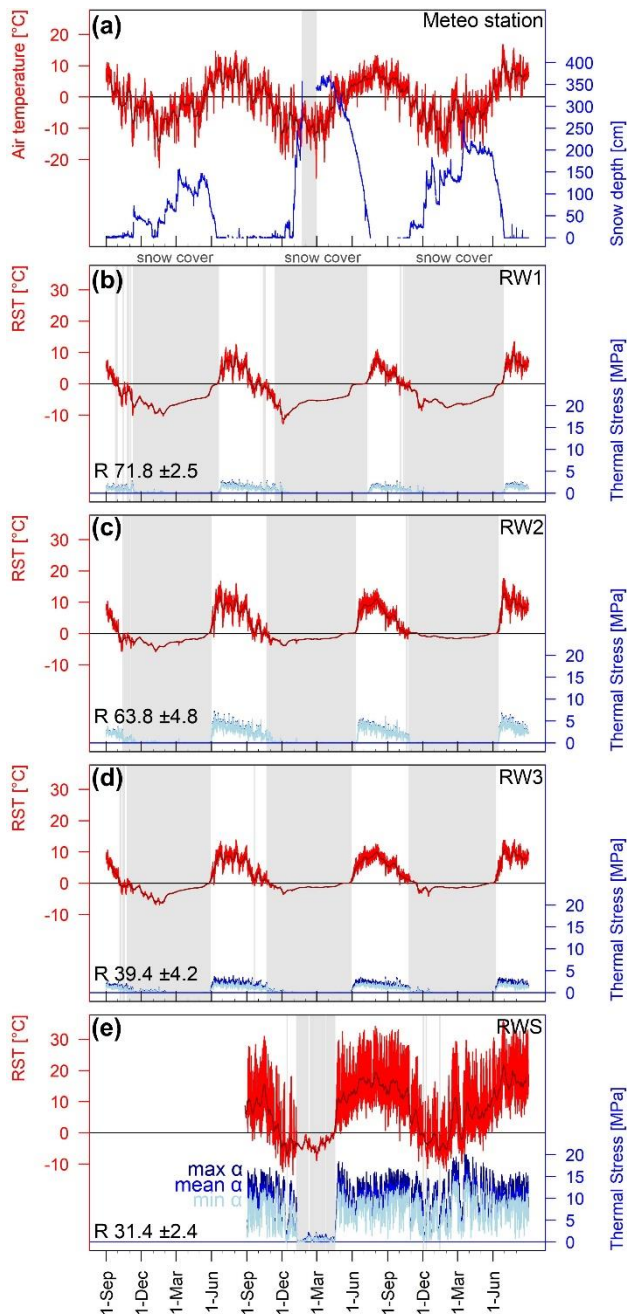 (a) Meteo station
Air temperature [°C]
20
10
0
-10
-20
Snow depth [cm]
400
350
300
250
200
150
100
50
0
snow cover snow cover snow cover
(b) RW1
RST [°C]
30
20
10
0
-10
Thermal Stress [MPa]
20
15
10
5
0
R 71.8 ±2.5
(c) RW2
RST [°C]
30
20
10
0
-10
Thermal Stress [MPa]
20
15
10
5
0
R 63.8 ±4.8
(d) RW3
RST [°C]
30
20
10
0
-10
Thermal Stress [MPa]
20
15
10
5
0
R 39.4 ±4.2
(e) RWS
RST [°C]
30
20
10
0
-10
Thermal Stress [MPa]
20
15
10
5
0
max α
mean α
min α
R 31.4 ±2.4
1-Sep
1-Dec
1-Mar
1-Jun
1-Sep
1-Dec
1-Mar
1-Jun
1-Sep
1-Dec
1-Mar
1-Jun